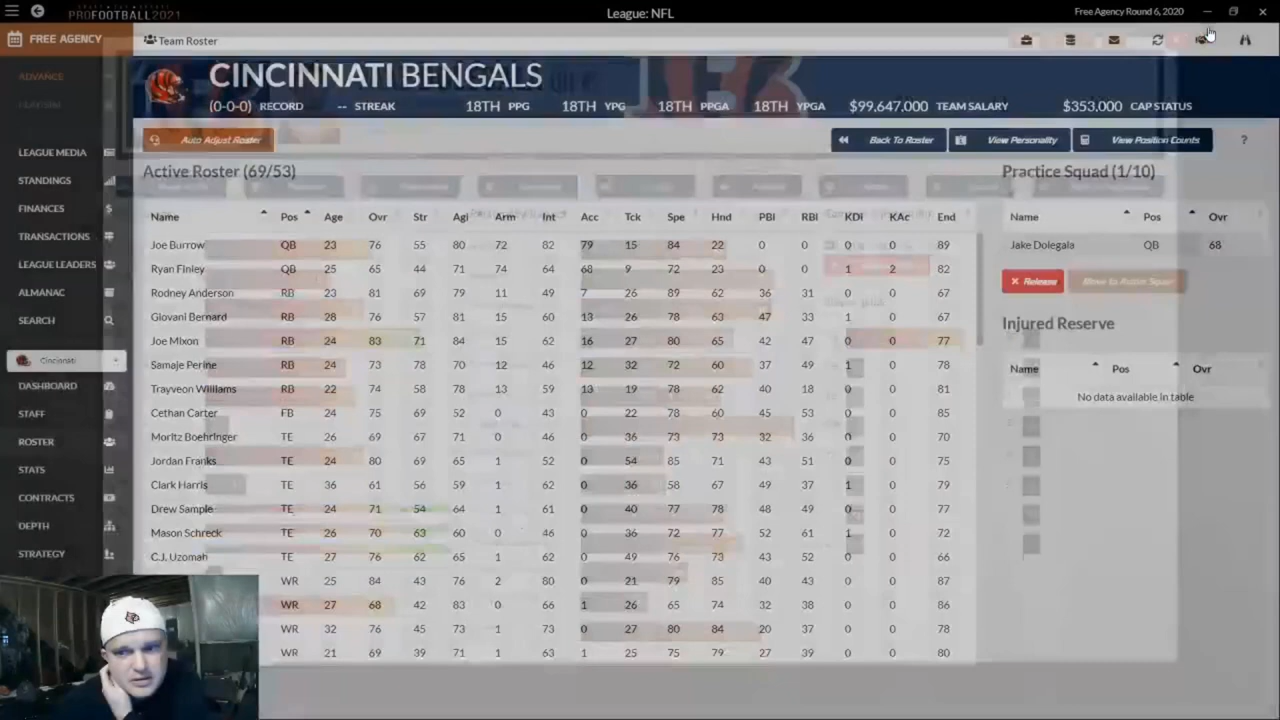 PROFOOTBALL2021
League: NFL
Free Agency Round 6, 2020
FREE AGENCY
Team Roster
ADVANCE
CINCINNATI BENGALS
(0-0-0) RECORD -- STREAK 18TH PPG 18TH YPG 18TH PPGA 18TH YPGA $99,647,000 TEAM SALARY $353,000 CAP STATUS
Auto Adjust Roster Back To Roster View Personality View Position Counts ?
LEAGUE MEDIA
STANDINGS
FINANCES $
TRANSACTIONS
LEAGUE LEADERS
ALMANAC
SEARCH
Cincinnati
DASHBOARD
STAFF
ROSTER
STATS
CONTRACTS
DEPTH
STRATEGY
Active Roster (69/53)
Name Pos Age Ovr Str Agi Arm Int Acc Tck Spe Hnd PBl RBl KDi KAc End
Joe Burrow QB 23 76 55 80 72 82 79 15 84 22 0 0 0 0 89
Ryan Finley QB 25 65 44 71 74 64 68 9 72 23 0 0 1 2 82
Rodney Anderson RB 23 81 69 79 11 49 7 26 89 62 36 31 0 0 67
Giovani Bernard RB 28 76 57 81 15 60 13 26 78 63 47 33 1 0 67
Joe Mixon RB 24 83 71 84 15 62 16 27 80 65 42 47 0 0 77
Samaje Perine RB 24 73 78 70 12 46 12 32 72 60 37 49 1 0 78
Trayveon Williams RB 22 74 58 78 13 59 13 19 78 62 40 18 0 0 81
Cethan Carter FB 24 75 69 52 0 43 0 22 78 60 45 53 0 0 85
Moritz Boehringer TE 26 69 67 71 0 46 0 36 73 73 32 36 0 0 70
Jordan Franks TE 24 80 69 65 1 52 0 54 85 71 43 51 0 0 75
Clark Harris TE 36 61 56 59 1 62 0 36 58 67 49 37 1 0 79
Drew Sample TE 24 71 54 64 1 61 0 40 77 78 48 49 0 0 77
Mason Schreck TE 26 70 63 60 0 46 0 36 72 77 52 61 1 0 72
C.J. Uzomah TE 27 76 62 65 1 62 0 49 76 73 43 52 0 0 66
WR 25 84 43 76 2 80 0 21 79 85 40 43 0 0 87
WR 27 68 42 83 0 66 1 26 65 74 32 38 0 0 86
WR 32 76 45 73 1 73 0 27 80 84 20 37 0 0 78
WR 21 69 39 71 1 63 1 25 75 79 27 39 0 0 80
Practice Squad (1/10)
Name Pos Ovr
Jake Dolegala QB 68
Release Move to Active Squad
Injured Reserve
Name Pos Ovr
No data available in table